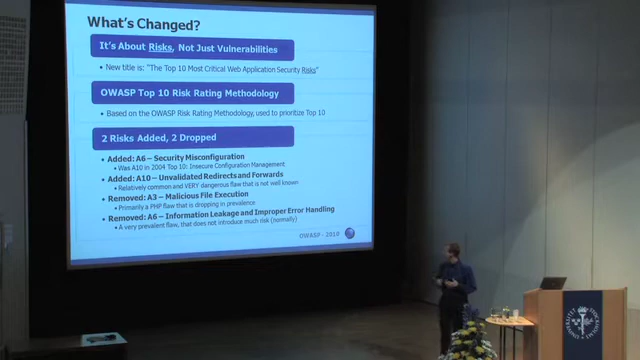 What's Changed?
It's About Risks, Not Just Vulnerabilities
• New title is: "The Top 10 Most Critical Web Application Security Risks"
OWASP Top 10 Risk Rating Methodology
• Based on the OWASP Risk Rating Methodology, used to prioritize Top 10
2 Risks Added, 2 Dropped
• Added: A6 – Security Misconfiguration
• Was A10 in 2004 Top 10: Insecure Configuration Management
• Added: A10 – Unvalidated Redirects and Forwards
• Relatively common and VERY dangerous flaw that is not well known
• Removed: A3 – Malicious File Execution
• Primarily a PHP flaw that is dropping in prevalence
• Removed: A6 – Information Leakage and Improper Error Handling
• A very prevalent flaw, that does not introduce much risk (normally)
OWASP - 2010